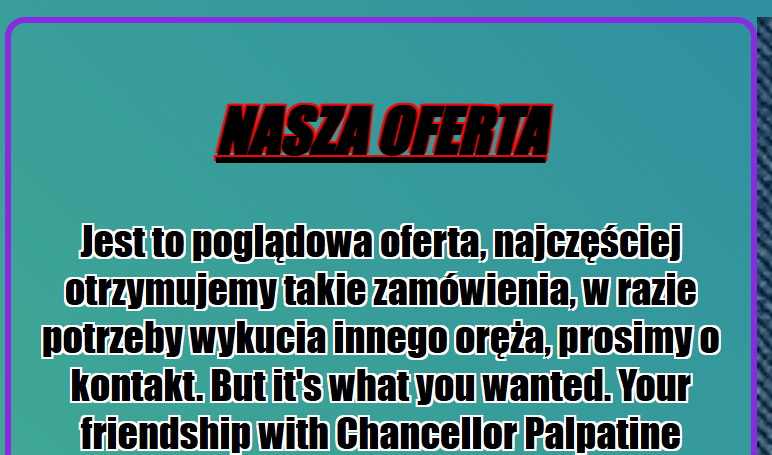 NASZA OFERTA
Jest to poglądowa oferta, najczęściej
otrzymujemy takie zamówienia, w razie
potrzeby wykucia innego oręża, prosimy o
kontakt. But it's what you wanted. Your
friendship with Chancellor Palpatine